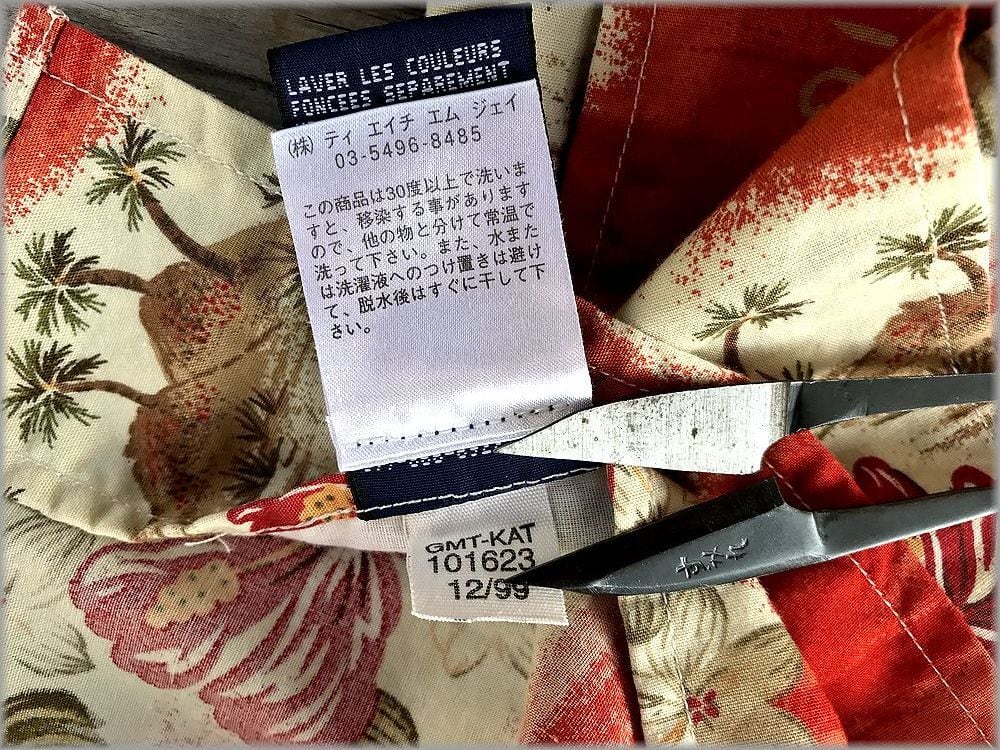 LAVER LES COULEURS
FONCEES SEPAREMENT
(株) ティ エイチ エム ジェイ
03-5496-8485
この商品は30度以上で洗いま
すと、移染する事があります
ので、他の物と分けて常温で
洗って下さい。また、水また
は洗濯液へのつけ置きは避け
て、脱水後はすぐに干して下
さい。
GMT-KAT
101623
12/99